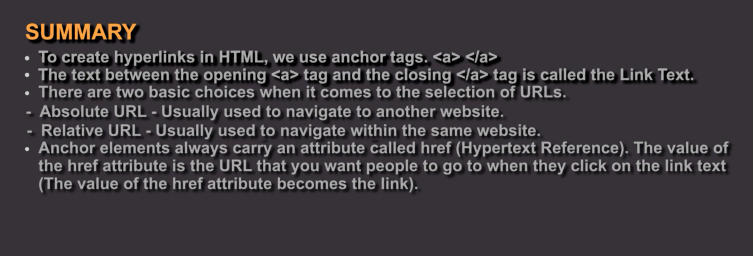 SUMMARY
• To create hyperlinks in HTML, we use anchor tags. <a> </a>
• The text between the opening <a> tag and the closing </a> tag is called the Link Text.
• There are two basic choices when it comes to the selection of URLs.
- Absolute URL - Usually used to navigate to another website.
- Relative URL - Usually used to navigate within the same website.
• Anchor elements always carry an attribute called href (Hypertext Reference). The value of
the href attribute is the URL that you want people to go to when they click on the link text
(The value of the href attribute becomes the link).